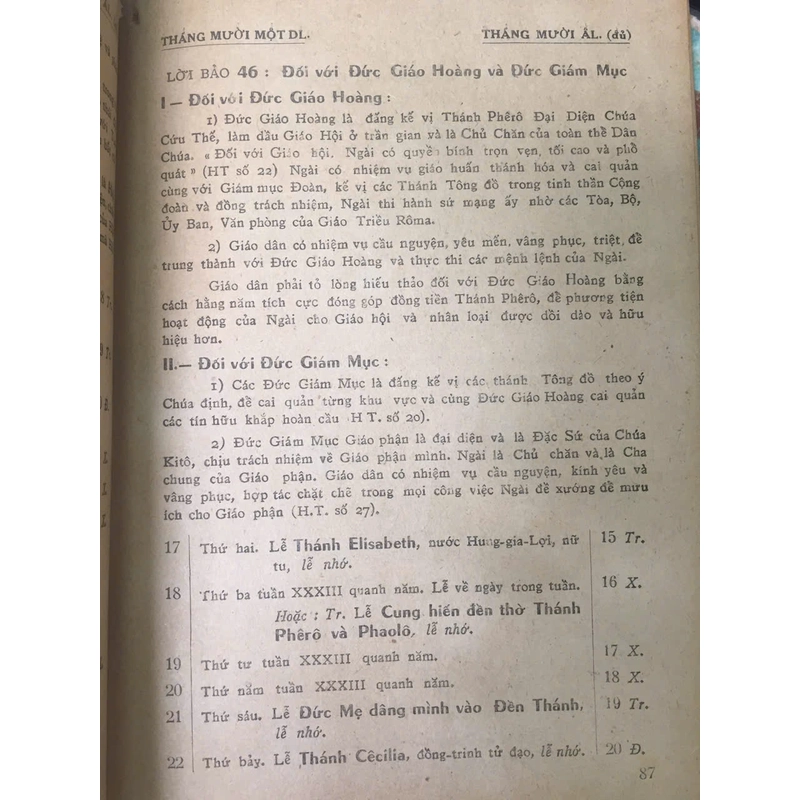 THÁNG MƯỜI MỘT DL. THÁNG MƯỜI ÂL. (đủ)
LỜI BẢO 46 : Đối với Đức Giáo Hoàng và Đức Giám Mục
I — Đối với Đức Giáo Hoàng :
1) Đức Giáo Hoàng là đấng kế vị Thánh Phêrô Đại Diện Chúa
Cứu Thế, làm đầu Giáo Hội ở trần gian và là Chủ Chăn của toàn thể Dân
Chúa. « Đối với Giáo hội. Ngài có quyền bính trọn vẹn, tối cao và phổ
quát » (HT số 22) Ngài có nhiệm vụ giáo huấn thánh hóa và cai quản
cùng với Giám mục Đoàn, kế vị các Thánh Tông đồ trong tinh thần Cộng
đoàn và đồng trách nhiệm, Ngài thi hành sứ mạng ấy nhờ các Tòa, Bộ,
Ủy Ban, Văn phòng của Giáo Triều Rôma.
2) Giáo dân có nhiệm vụ cầu nguyện, yêu mến, vâng phục, triệt, để
trung thành với Đức Giáo Hoàng và thực thi các mệnh lệnh của Ngài.
Giáo dân phải tỏ lòng hiếu thảo đối với Đức Giáo Hoàng bằng
cách hằng năm tích cực đóng góp đồng tiền Thánh Phêrô, để phương tiện
hoạt động của Ngài cho Giáo hội và nhân loại được dồi dào và hữu
hiệu hơn.
II.— Đối với Đức Giám Mục :
1) Các Đức Giám Mục là đấng kế vị các thánh Tông đồ theo ý
Chúa định, để cai quản từng khu vực và cùng Đức Giáo Hoàng cai quản
các tín hữu khắp hoàn cầu (H T. số 20).
2) Đức Giám Mục Giáo phận là đại diện và là Đặc Sứ của Chúa
Kitô, chịu trách nhiệm về Giáo phận mình. Ngài là Chủ chăn và là Cha
chung của Giáo phận. Giáo dân có nhiệm vụ cầu nguyện, kính yêu và
vâng phục, hợp tác chặt chẽ trong mọi công việc Ngài đề xướng để mưu
ích cho Giáo phận (H.T. số 27).
17 Thứ hai. Lễ Thánh Elisabeth, nước Hung-gia-Lợi, nữ 15 Tr.
tu, lễ nhớ.
18 Thứ ba tuần XXXIII quanh năm. Lễ về ngày trong tuần. 16 X.
Hoặc : Tr. Lễ Cung hiến đền thờ Thánh
Phêrô và Phaolô, lễ nhớ.
19 Thứ tư tuần XXXIII quanh năm. 17 X.
20 Thứ năm tuần XXXIII quanh năm. 18 X.
21 Thứ sáu. Lễ Đức Mẹ dâng mình vào Đền Thánh, 19 Tr.
lễ nhớ.
22 Thứ bảy. Lễ Thánh Cêcilia, đồng-trinh tử đạo, lễ nhớ. 20 Đ.
87